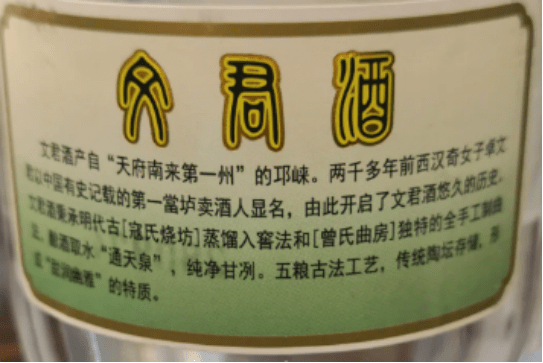 文君酒
文君酒产自“天府南来第一州”的邛崃。两千多年前西汉奇女子卓文
君以中国有史记载的第一當垆卖酒人显名，由此开启了文君酒悠久的历史。
文君酒秉承明代古[寇氏烧坊]蒸馏入窖法和[曾氏曲房]独特的全手工制曲
法，酿酒取水“通天泉”，纯净甘冽。五粮古法工艺，传统陶坛存储，形
成“幽雅”的特质。